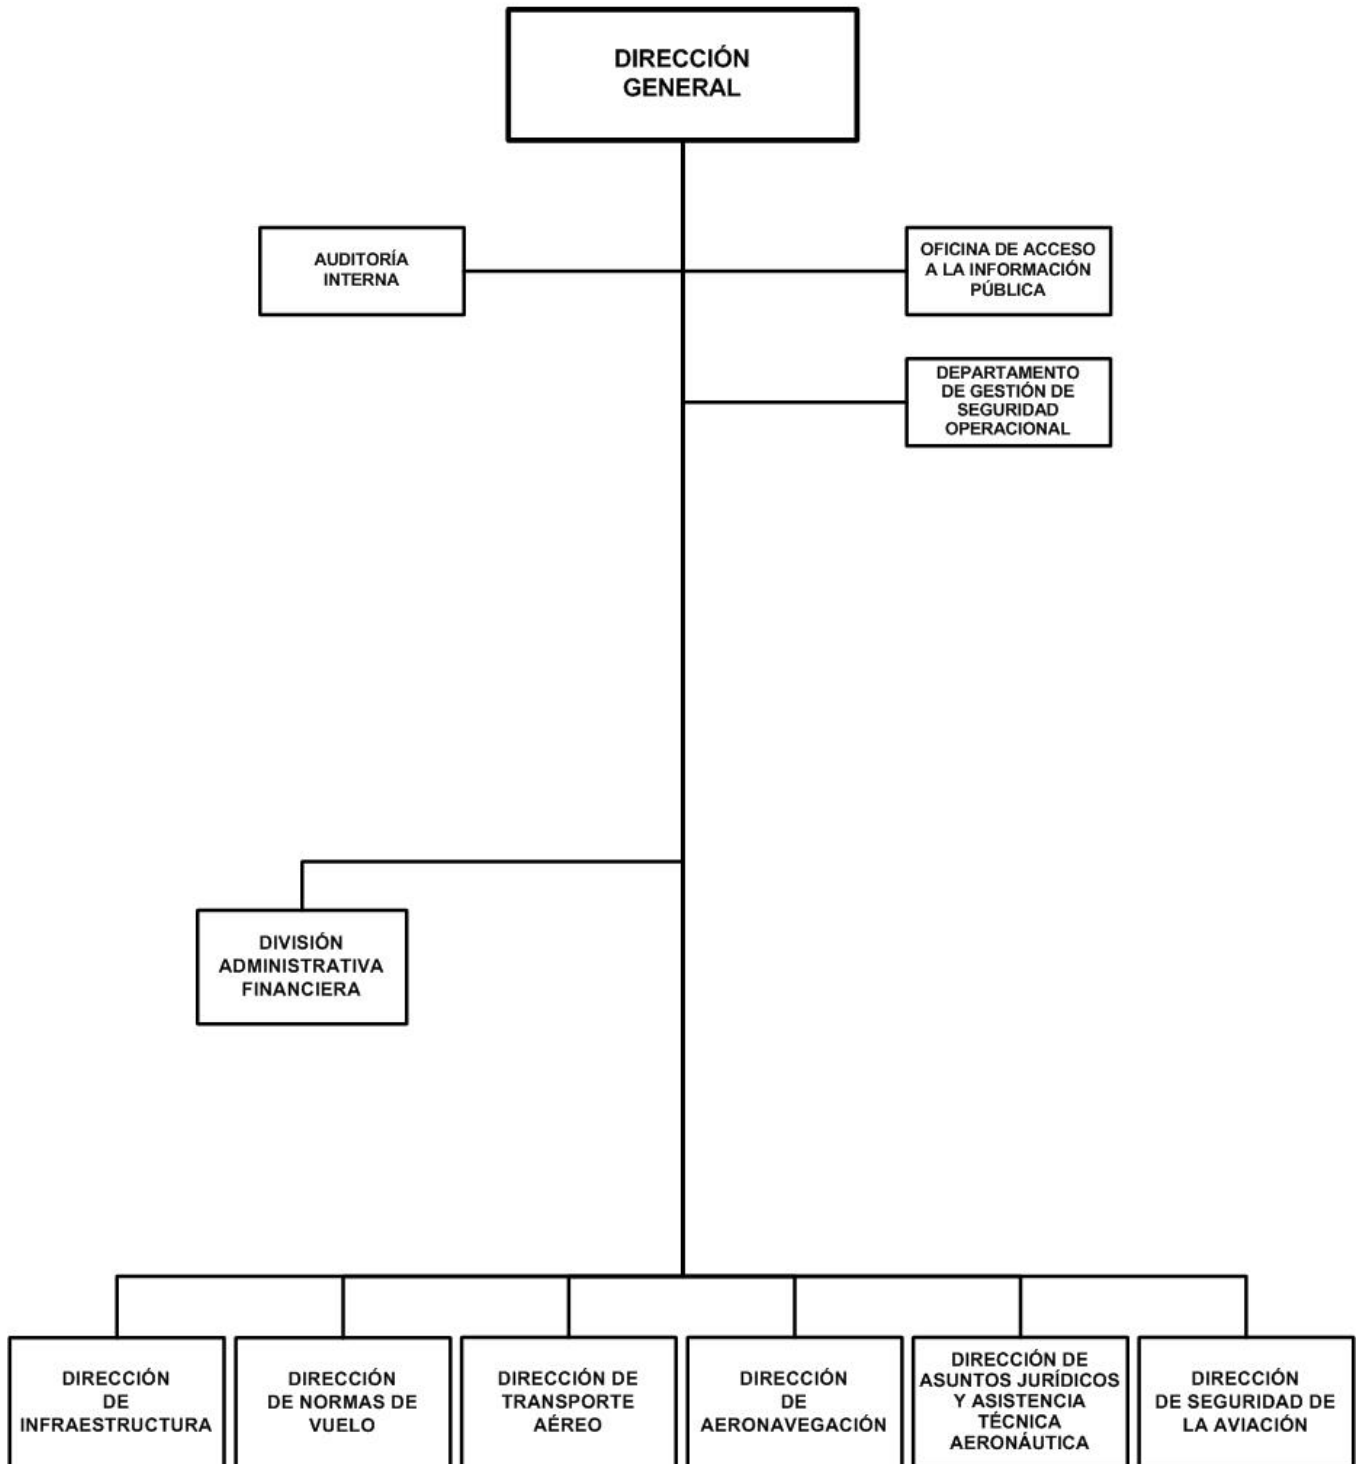 DIRECCIÓN
GENERAL
AUDITORÍA
INTERNA
OFICINA DE ACCESO
A LA INFORMACIÓN
PÚBLICA
DEPARTAMENTO
DE GESTIÓN DE
SEGURIDAD
OPERACIONAL
DIVISIÓN
ADMINISTRATIVA
FINANCIERA
DIRECCIÓN
DE
INFRAESTRUCTURA
DIRECCIÓN
DE NORMAS DE
VUELO
DIRECCIÓN DE
TRANSPORTE
AÉREO
DIRECCIÓN
DE
AERONAVEGACIÓN
DIRECCIÓN DE
ASUNTOS JURÍDICOS
Y ASISTENCIA
TÉCNICA
AERONÁUTICA
DIRECCIÓN
DE SEGURIDAD DE
LA AVIACIÓN